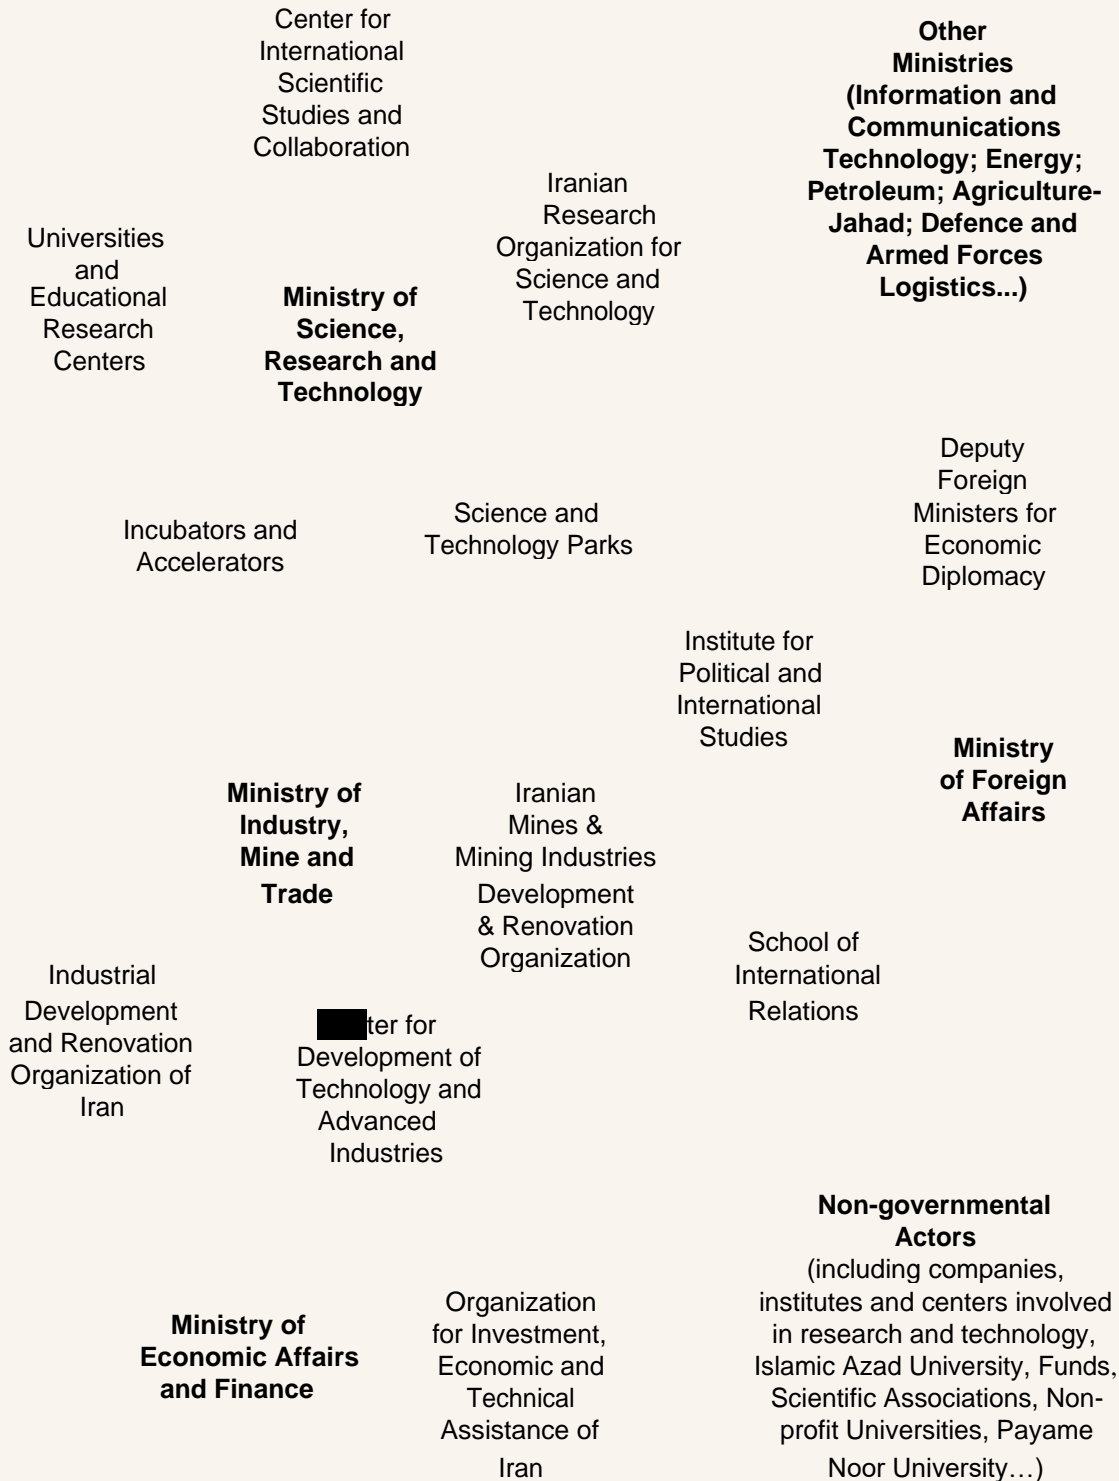 Center for
International
Scientific
Studies and
Collaboration
Other
Ministries
(Information and
Communications
Technology; Energy;
Petroleum; Agriculture-
Jahad; Defence and
Armed Forces
Logistics...)
Iranian
Research
Organization for
Science and
Technology
Universities
and
Educational
Research
Centers
Ministry of
Science,
Research and
Technology
Deputy
Foreign
Ministers for
Economic
Diplomacy
Incubators and
Accelerators
Science and
Technology Parks
Institute for
Political and
International
Studies
Ministry
of Foreign
Affairs
Ministry of
Industry,
Mine and
Trade
Iranian
Mines &
Mining Industries
Development
& Renovation
Organization
School of
International
Relations
Industrial
Development
and Renovation
Organization of
Iran
ter for
Development of
Technology and
Advanced
Industries
Non-governmental
Actors
(including companies,
institutes and centers involved
in research and technology,
Islamic Azad University, Funds,
Scientific Associations, Non-
profit Universities, Payame
Noor University…)
Ministry of
Economic Affairs
and Finance
Organization
for Investment,
Economic and
Technical
Assistance of
Iran